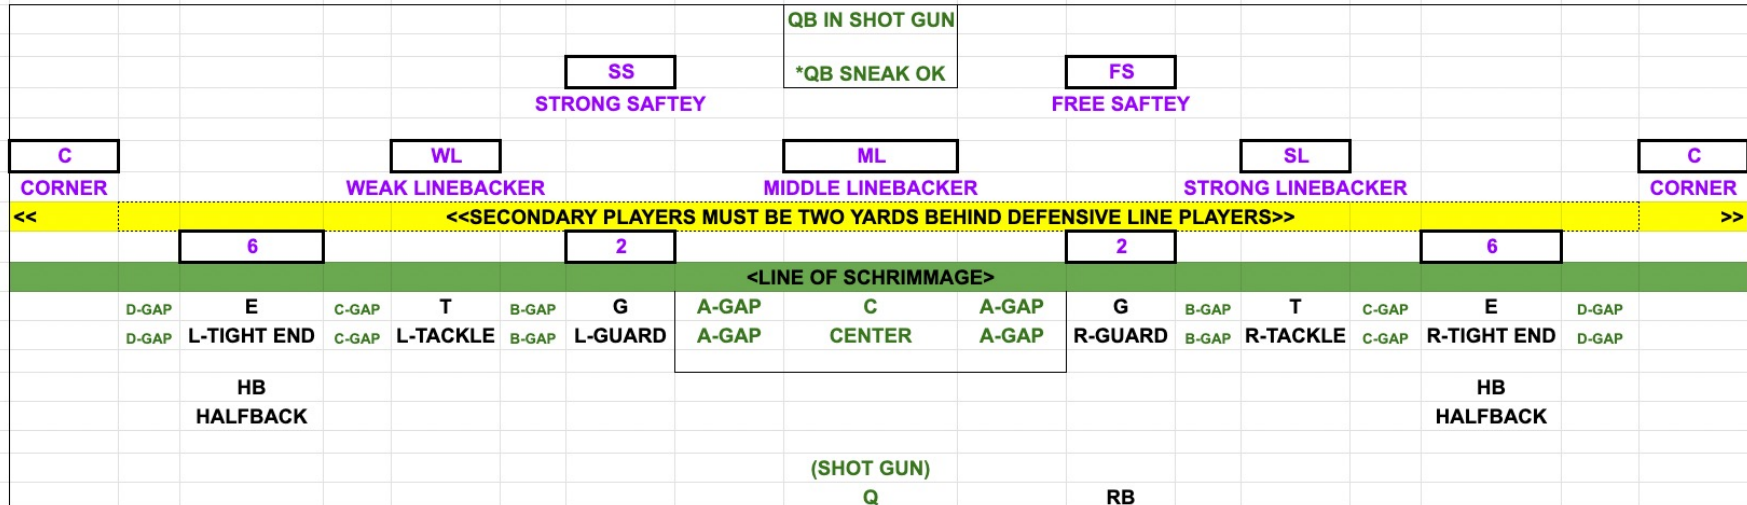 QB IN SHOT GUN
SS *QB SNEAK OK FS
STRONG SAFTEY FREE SAFTEY
C WL ML SL C
CORNER WEAK LINEBACKER MIDDLE LINEBACKER STRONG LINEBACKER CORNER
<< <<SECONDARY PLAYERS MUST BE TWO YARDS BEHIND DEFENSIVE LINE PLAYERS>> >>
6 2 2 6
<LINE OF SCHRIMMAGE>
D-GAP E C-GAP T B-GAP G A-GAP C A-GAP G B-GAP T C-GAP E D-GAP
D-GAP L-TIGHT END C-GAP L-TACKLE B-GAP L-GUARD A-GAP CENTER A-GAP R-GUARD B-GAP R-TACKLE C-GAP R-TIGHT END D-GAP
HB HB
HALFBACK HALFBACK
(SHOT GUN)
Q RB